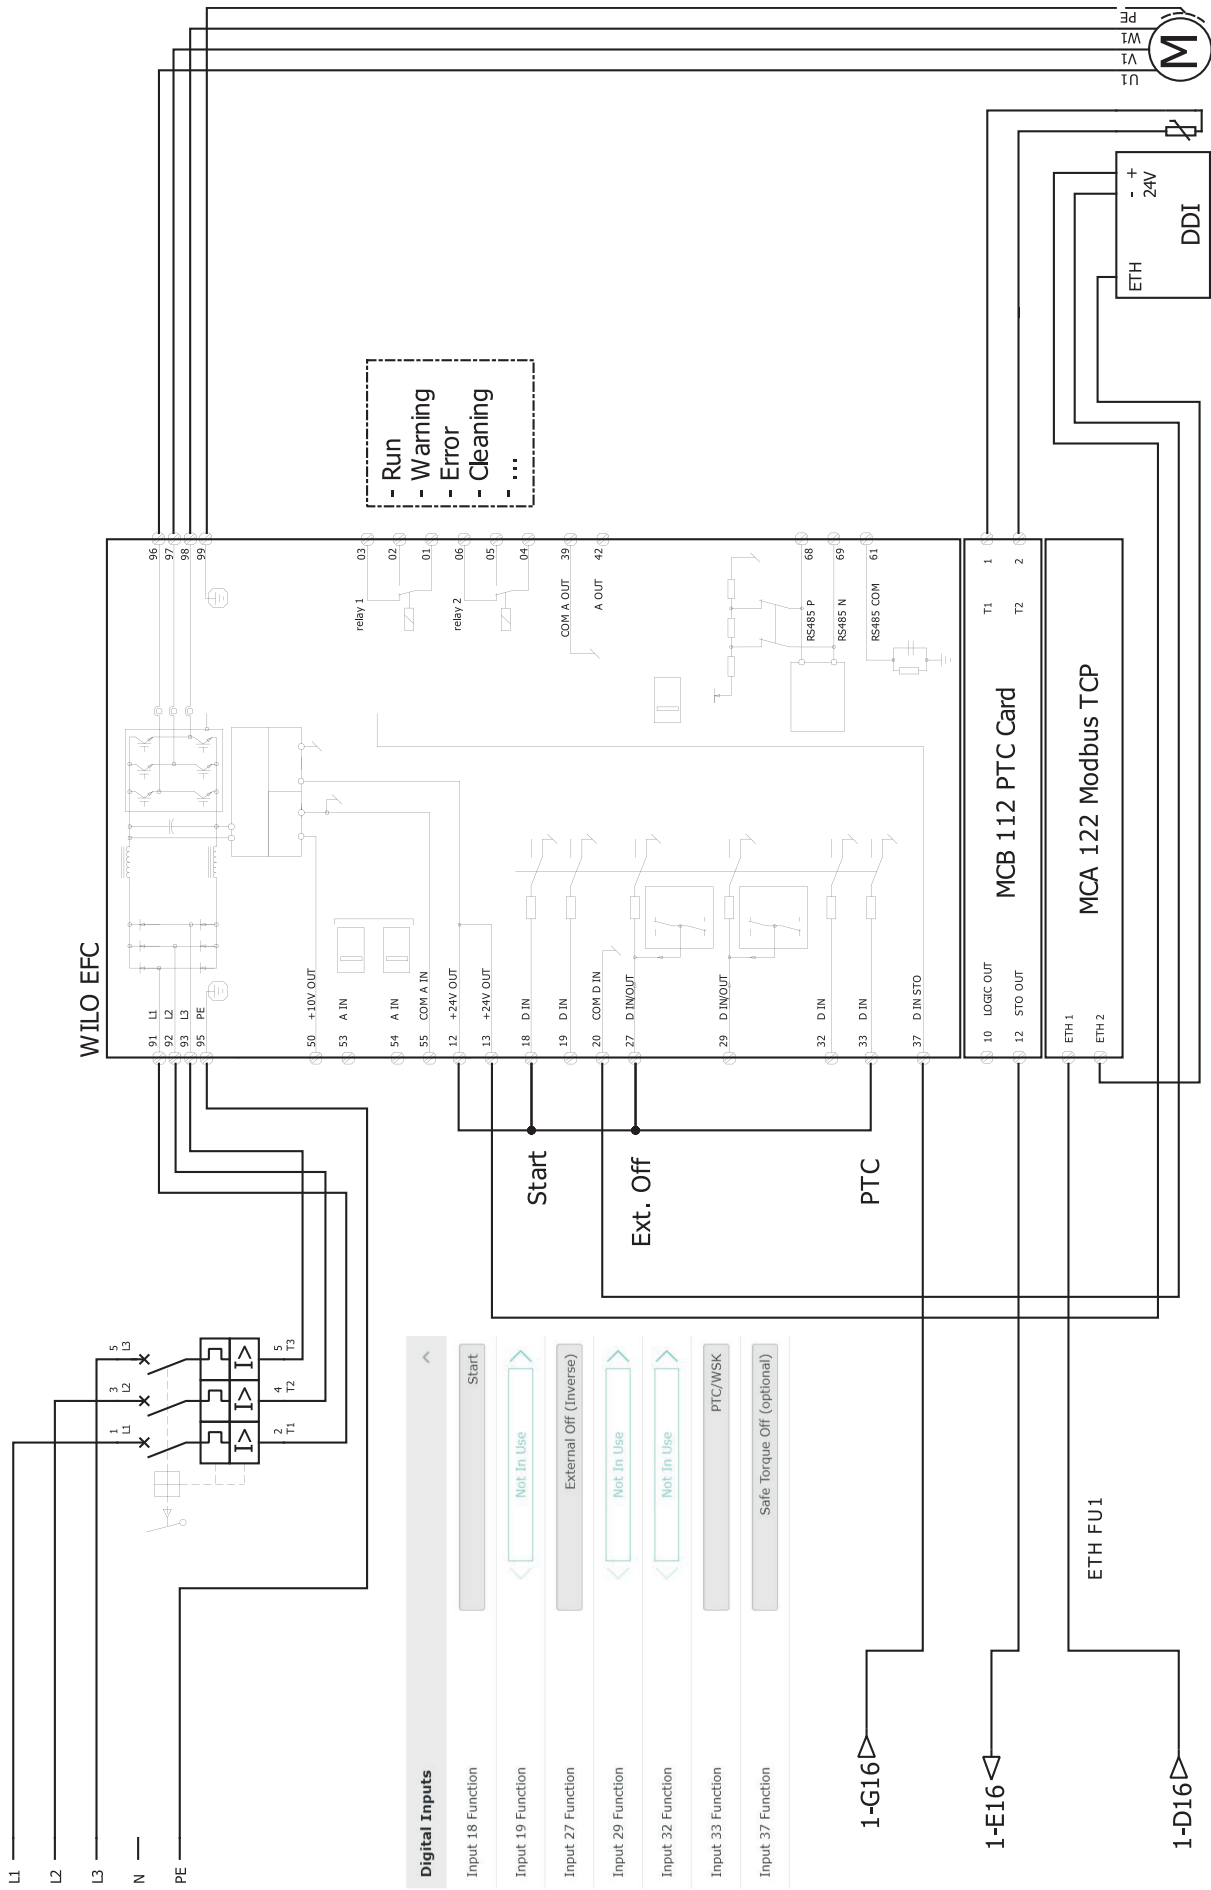 L1
L2
L3
N
PE
1 L1
3 L2
5 L3
I> I> I>
2 T1
4 T2
5 T3
WILO EFC
91 L1
92 L2
93 L3
95 PE
50 +10V OUT
53 A IN
54 A IN
55 COM A IN
12 +24V OUT
13 +24V OUT
18 D IN
19 D IN
20 COM D IN
27 D IN/OUT
29 D IN/OUT
32 D IN
33 D IN
37 D IN STO
10 LOGIC OUT
12 STO OUT
ETH 1
ETH 2
MCB 112 PTC Card
MCA 122 Modbus TCP
96
97
98
99
relay 1
03
02
01
relay 2
06
05
04
COM A OUT 39
A OUT 42
RS485 P 68
RS485 N 69
RS485 COM 61
T1 1
T2 2
- Run
- Warning
- Error
- Cleaning
- ...
PE
W1
V1
U1
M
+
-
24V
ETH
DDI
Start
Ext. Off
PTC
Digital Inputs
Input 18 Function Start
Input 19 Function Not In Use
Input 27 Function External Off (Inverse)
Input 29 Function Not In Use
Input 32 Function Not In Use
Input 33 Function PTC/WSK
Input 37 Function Safe Torque Off (optional)
1-G16
1-E16
1-D16
ETH FU1